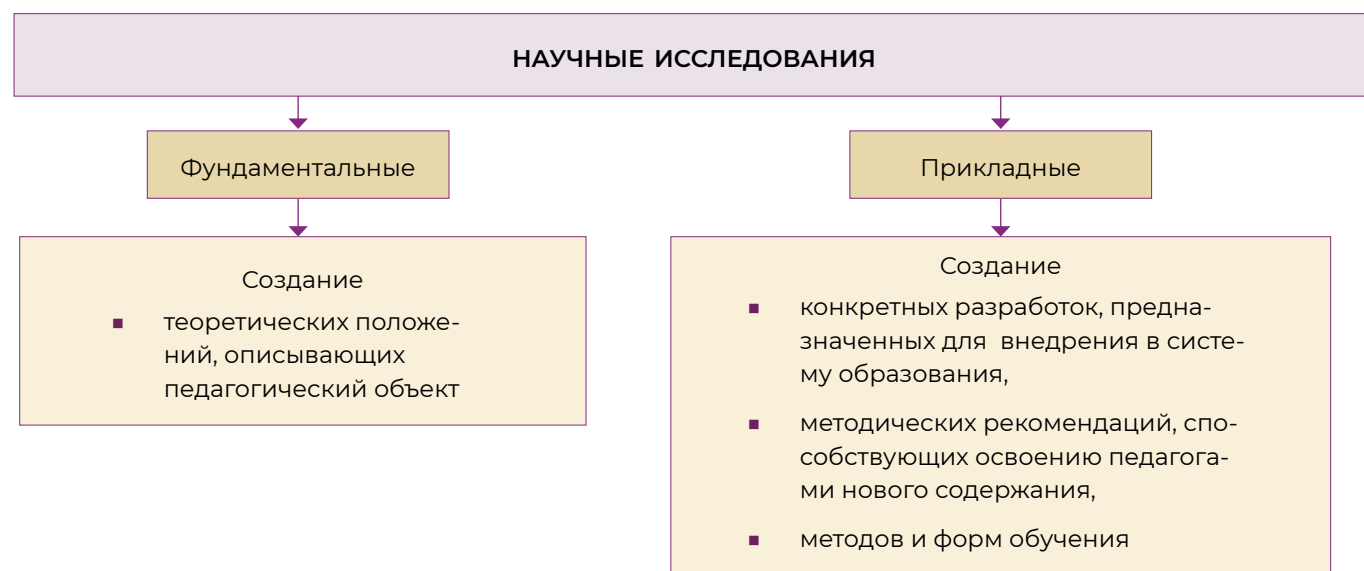 НАУЧНЫЕ ИССЛЕДОВАНИЯ
Фундаментальные
Создание
теоретических положе-
ний, описывающих
педагогический объект
Прикладные
Создание
конкретных разработок, предна-
значенных для внедрения в систе-
му образования,
методических рекомендаций, спо-
собствующих освоению педагога-
ми нового содержания,
методов и форм обучения